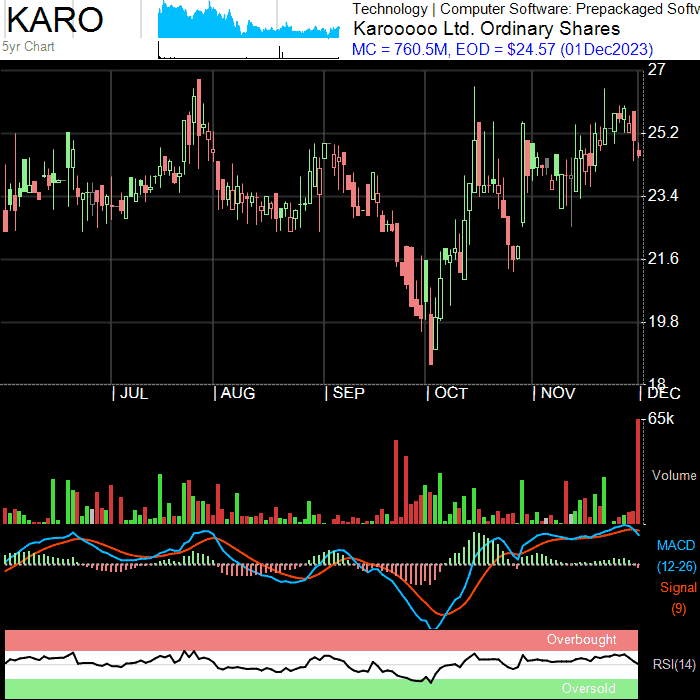 KARO
5yr Chart
Technology | Computer Software: Prepackaged Softw
Karooooo Ltd. Ordinary Shares
MC = 760.5M, EOD = $24.57 (01Dec2023)
27
25.2
23.4
21.6
19.8
18
| JUL | AUG | SEP | OCT | NOV | DEC
65k
Volume
MACD
(12-26)
Signal
(9)
Overbought
RSI(14)
Oversold